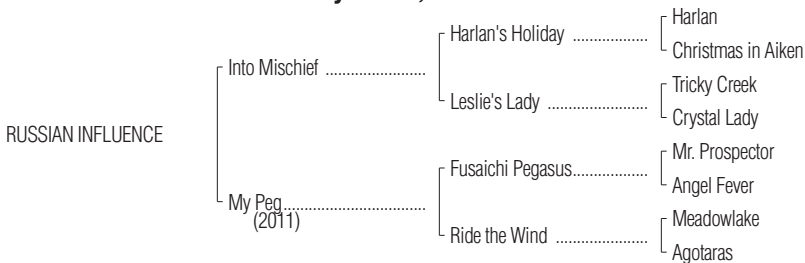 Harlan
Harlan's Holiday ..................
Christmas in Aiken
Into Mischief ........................
Tricky Creek
Leslie's Lady ........................
Crystal Lady
RUSSIAN INFLUENCE
Mr. Prospector
Fusaichi Pegasus..................
Angel Fever
My Peg..................................
(2011)
Meadowlake
Ride the Wind ......................
Agotaras